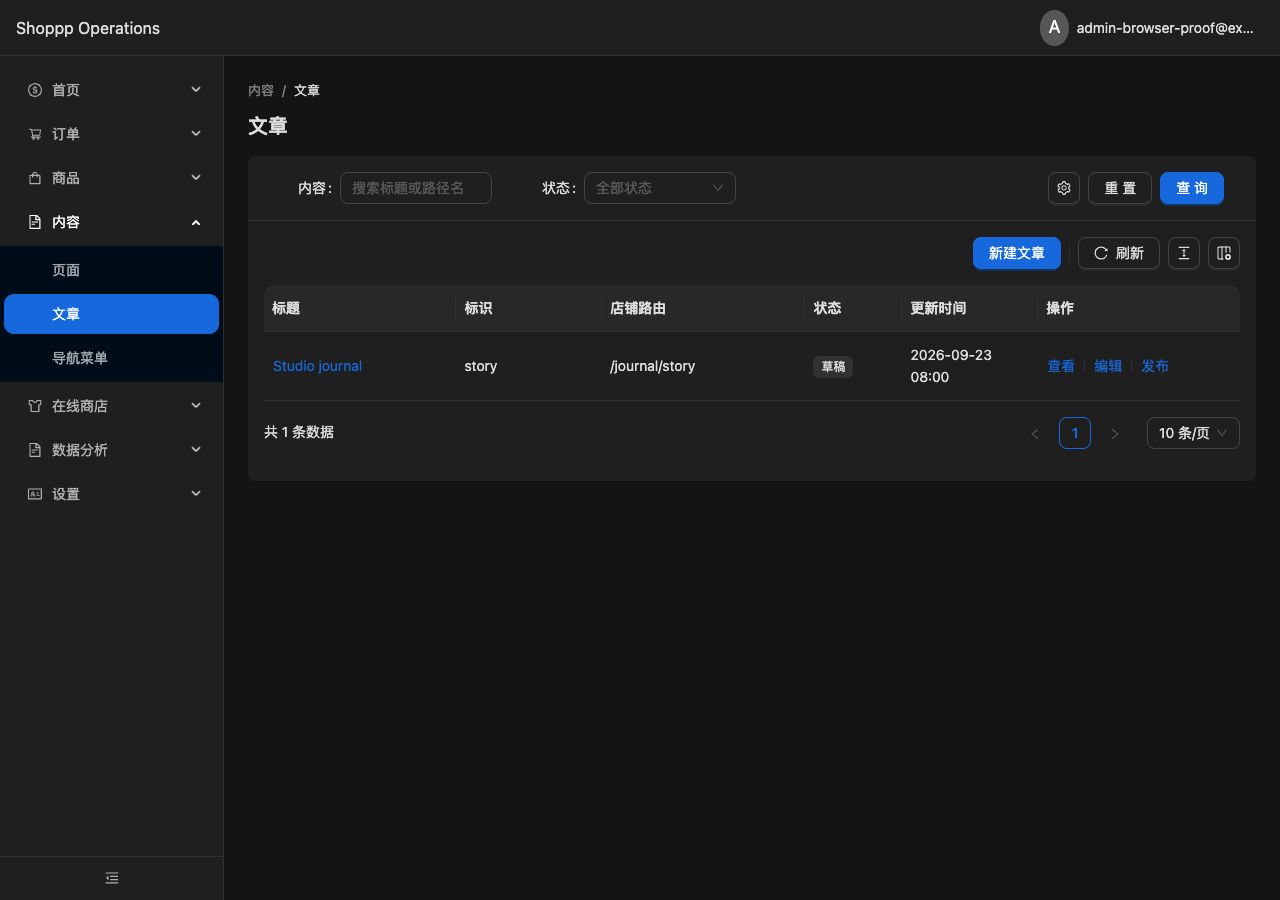 Shoppp Operations
A
admin-browser-proof@ex...
首页
订单
商品
内容
页面
文章
导航菜单
在线商店
数据分析
设置
内容 / 文章
文章
内容: 搜索标题或路径名 状态: 全部状态 重 置 查 询
新建文章 刷新
标题 标识 店铺路由 状态 更新时间 操作
Studio journal story /journal/story 草稿 2026-09-23 08:00 查看 编辑 发布
共 1 条数据 < 1 > 10 条/页